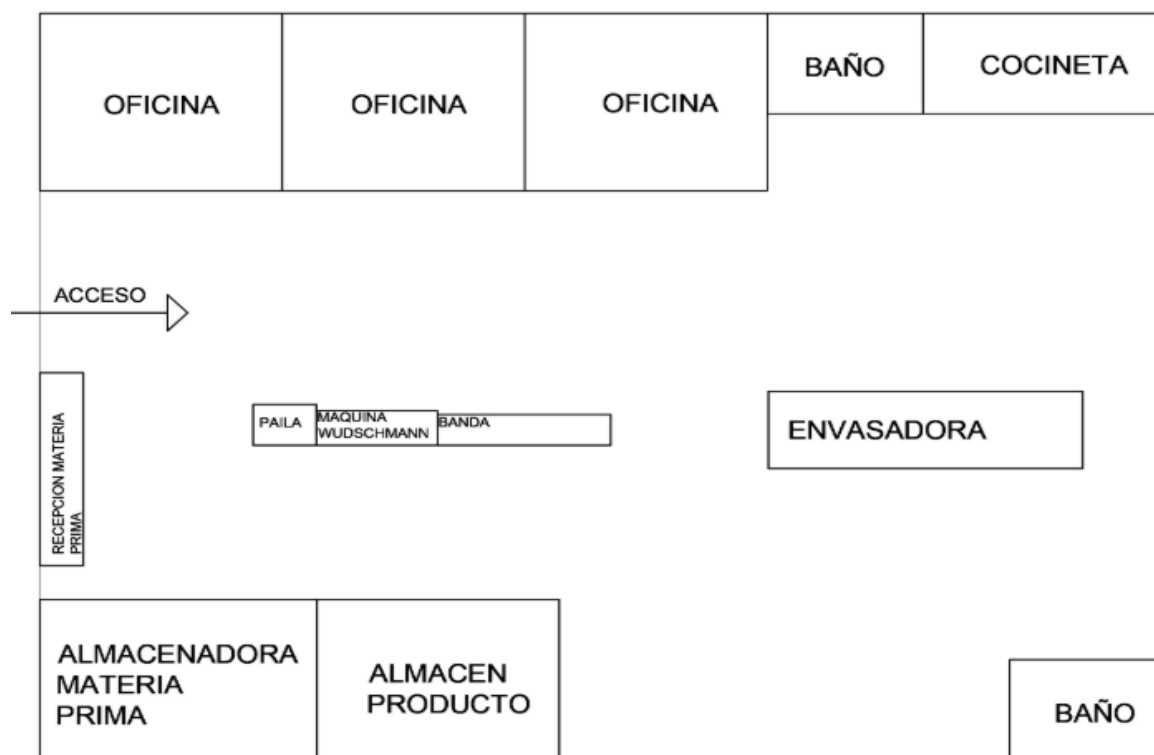 OFICINA
OFICINA
OFICINA
BAÑO
COCINETA
ACCESO
RECEPCION MATERIA
PRIMA
PAILA
MAQUINA
WUDSCHMANN
BANDA
ENVASADORA
ALMACENADORA
MATERIA
PRIMA
ALMACEN
PRODUCTO
BAÑO